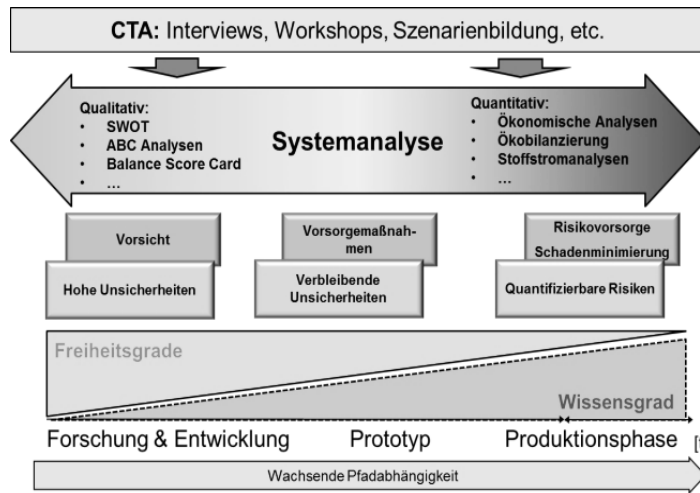 CTA: Interviews, Workshops, Szenarienbildung, etc.
Qualitativ:
• SWOT
• ABC Analysen
• Balance Score Card
• ...
Systemanalyse
Quantitativ:
• Ökonomische Analysen
• Ökobilanzierung
• Stoffstromanalysen
• ...
Vorsicht
Hohe Unsicherheiten
Vorsorgemaßnah-
men
Verbleibende
Unsicherheiten
Risikovorsorge
Schadenminimierung
Quantifizierbare Risiken
Freiheitsgrade
Wissensgrad
Forschung & Entwicklung Prototyp Produktionsphase
Wachsende Pfadabhängigkeit